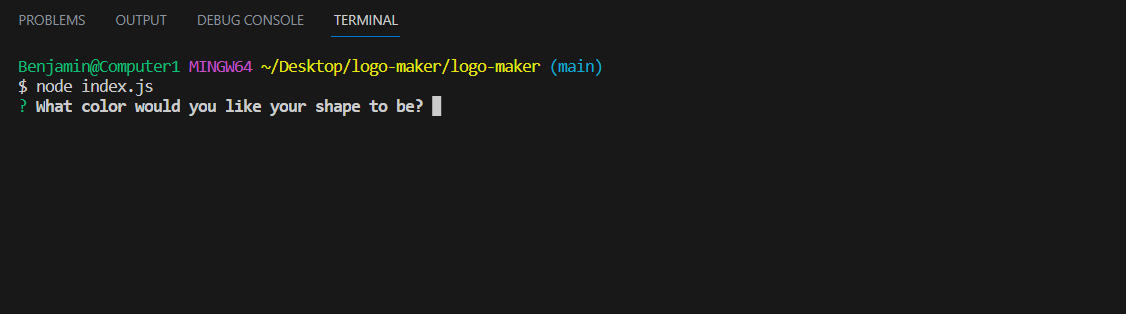 PROBLEMS OUTPUT DEBUG CONSOLE TERMINAL
Benjamin@Computer1 MINGW64 ~/Desktop/logo-maker/logo-maker (main)
$ node index.js
? What color would you like your shape to be?